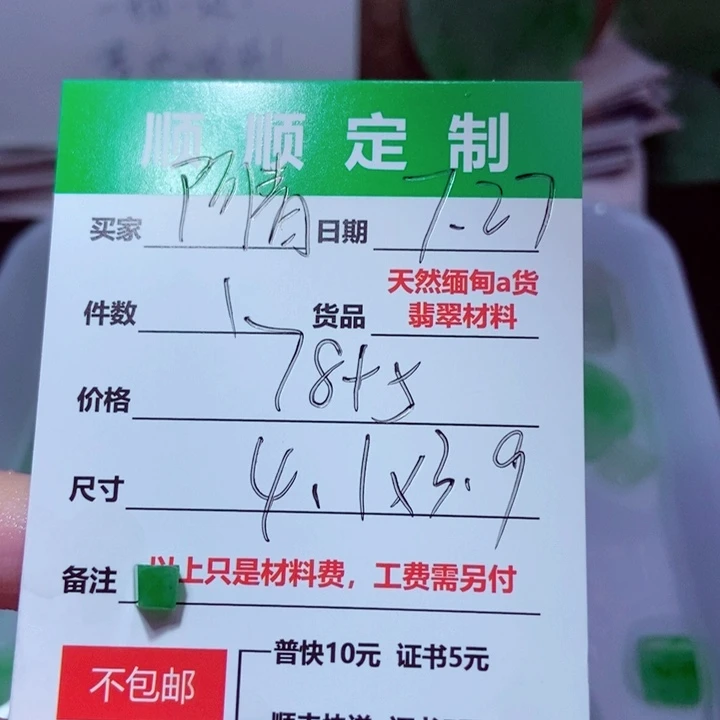 顺顺定制
买家 阿青 日期 7.27
件数 1 货品 天然缅甸a货
翡翠材料
价格 78+5
尺寸 4.1x3.9
备注 以上只是材料费，工费需另付
不包邮 普快10元 证书5元